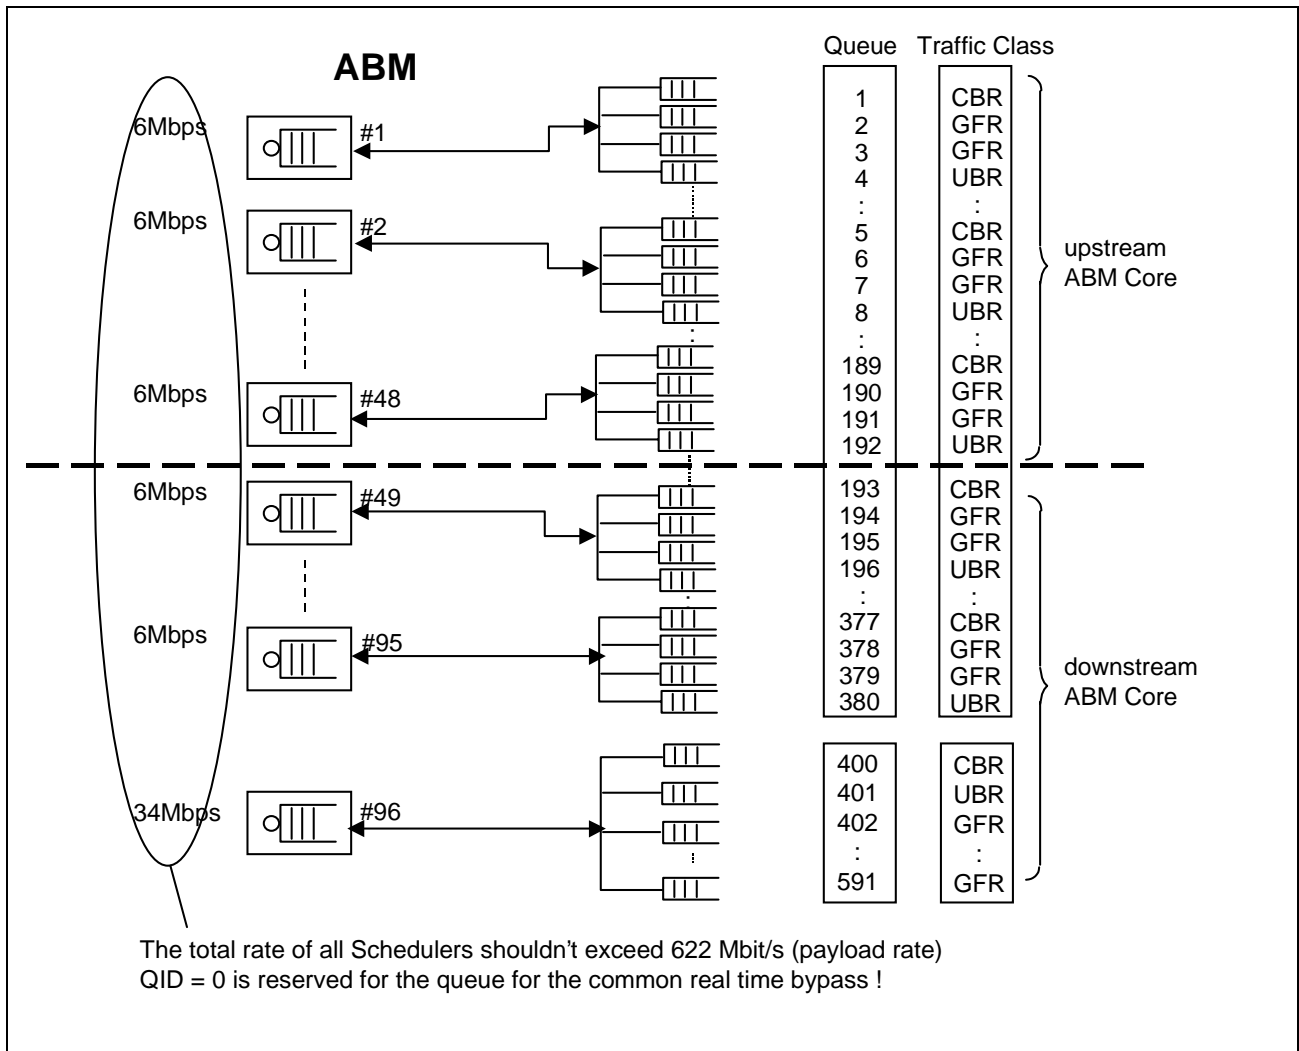 ABM
Queue Traffic Class
6Mbps #1
1 CBR
2 GFR
3 GFR
4 UBR
: :
6Mbps #2
5 CBR
6 GFR
7 GFR
8 UBR
: :
upstream
ABM Core
6Mbps #48
189 CBR
190 GFR
191 GFR
192 UBR
6Mbps #49
193 CBR
194 GFR
195 GFR
196 UBR
: :
6Mbps #95
377 CBR
378 GFR
379 GFR
380 UBR
downstream
ABM Core
34Mbps #96
400 CBR
401 UBR
402 GFR
: :
591 GFR
The total rate of all Schedulers shouldn't exceed 622 Mbit/s (payload rate)
QID = 0 is reserved for the queue for the common real time bypass !